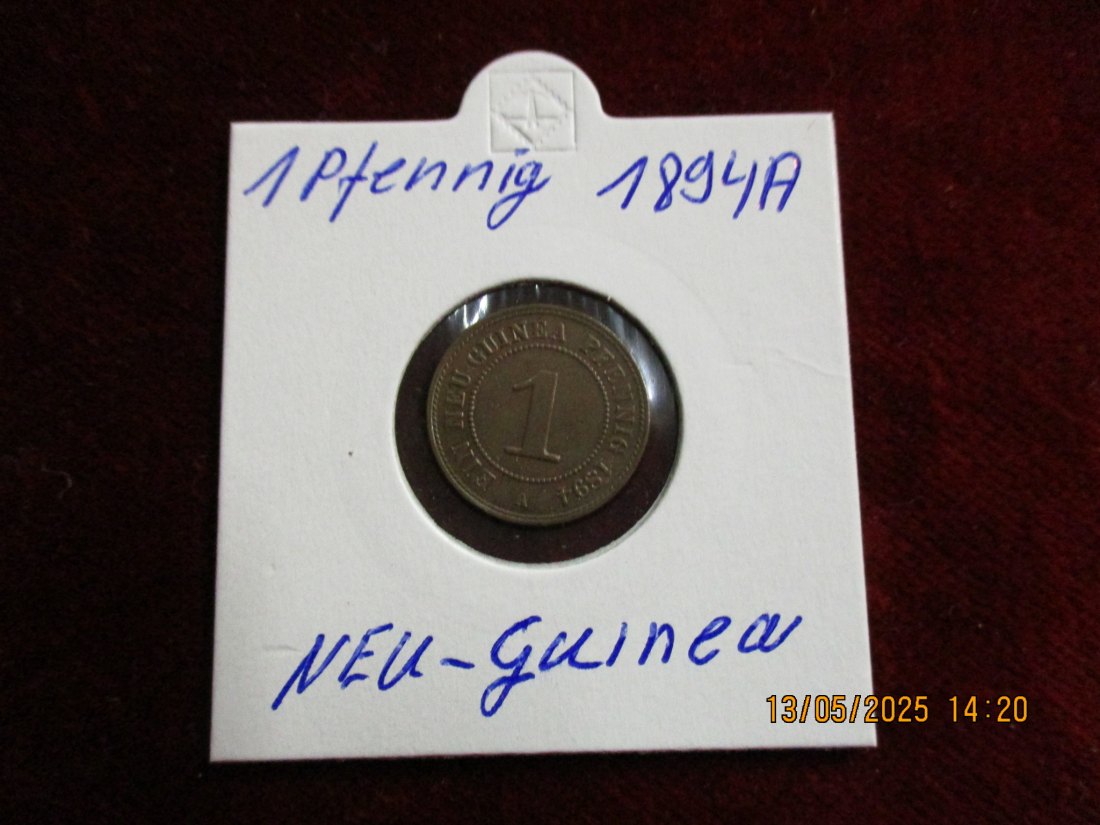 1 Pfennig 1894A
EIN NEU-GUINEA PFENNIG 1894
1
A
NEU-Guinea
13/05/2025 14:20